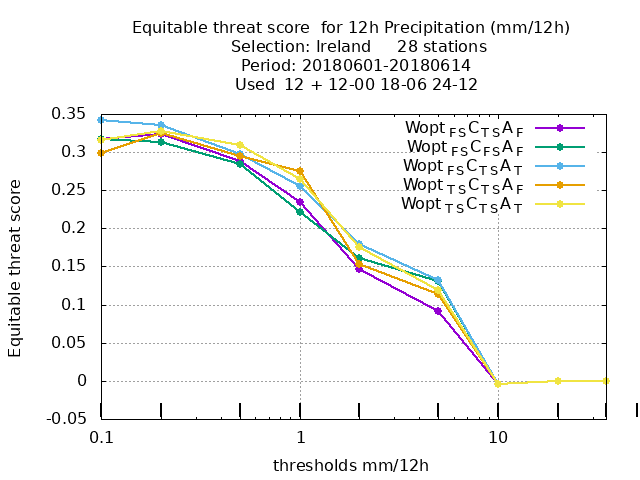 Equitable threat score  for 12h Precipitation (mm/12h)
Selection: Ireland     28 stations
Period: 20180601-20180614
Used  12 + 12-00 18-06 24-12
Wopt FS C TS A F
Wopt FS C FS A F
Wopt FS C TS A T
Wopt TS C TS A F
Wopt TS C TS A T
0.35
0.3
0.25
0.2
0.15
0.1
0.05
0
-0.05
Equitable threat score
0.1 1 10
thresholds mm/12h